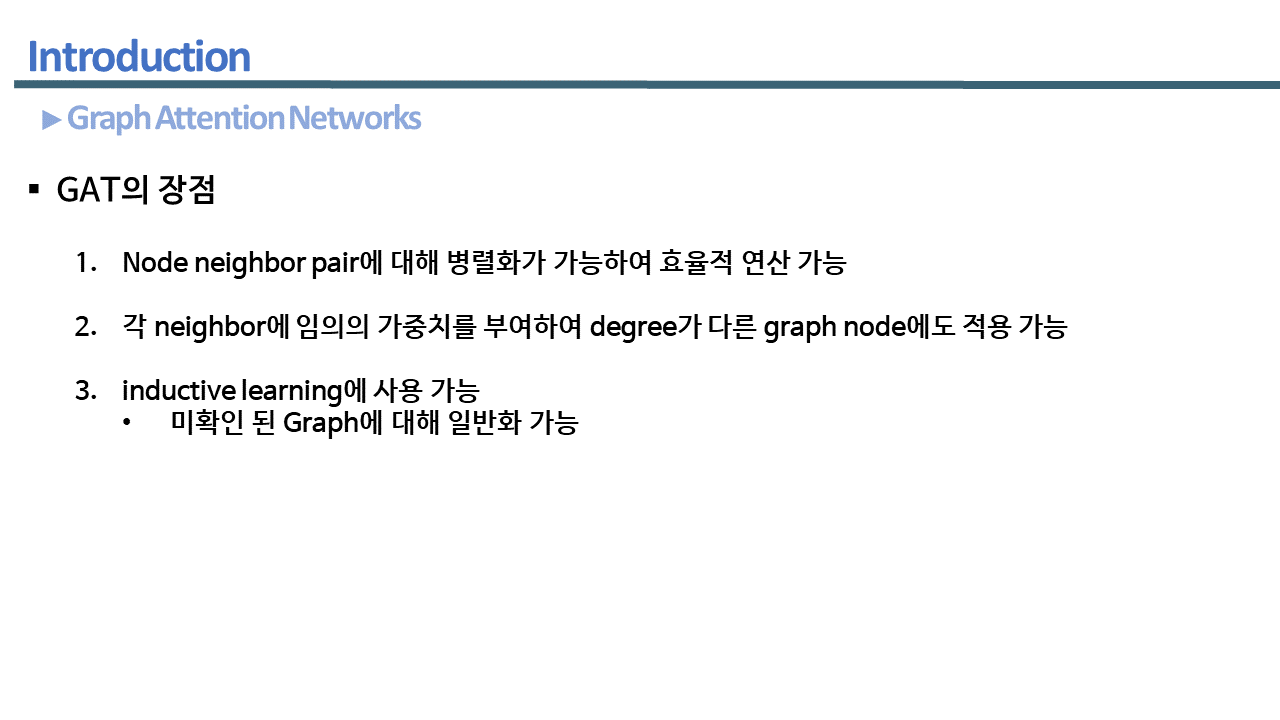 Introduction
►Graph Attention Networks
▪ GAT의 장점
1. Node neighbor pair에 대해 병렬화가 가능하여 효율적 연산 가능
2. 각 neighbor에 임의의 가중치를 부여하여 degree가 다른 graph node에도 적용 가능
3. inductive learning에 사용 가능
• 미확인 된 Graph에 대해 일반화 가능